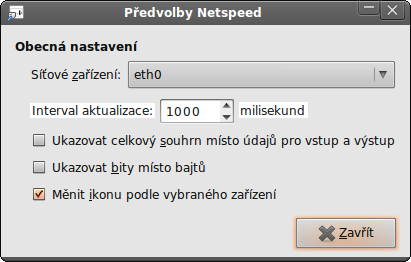 Předvolby Netspeed
Obecná nastavení
Síťové zařízení: eth0
Interval aktualizace: 1000 milisekund
Ukazovat celkový souhrn místo údajů pro vstup a výstup
Ukazovat bity místo bajtů
Měnit ikonu podle vybraného zařízení
Zavřít